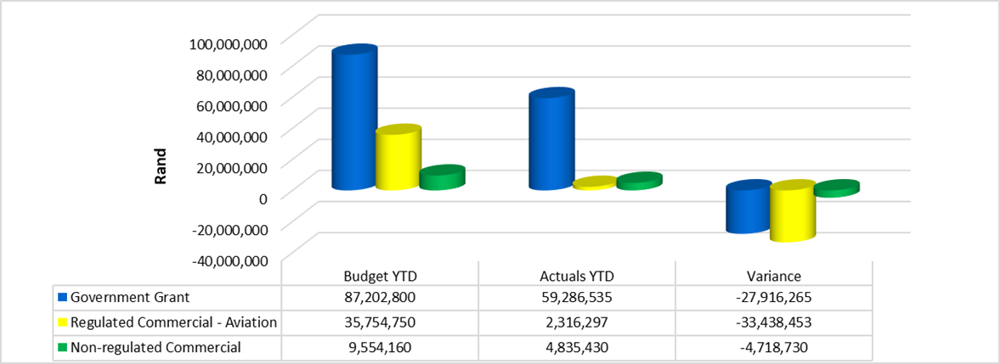 100,000,000
80,000,000
60,000,000
40,000,000
20,000,000
0
-20,000,000
-40,000,000
Rand
Budget YTD Actuals YTD Variance
Government Grant 87,202,800 59,286,535 -27,916,265
Regulated Commercial - Aviation 35,754,750 2,316,297 -33,438,453
Non-regulated Commercial 9,554,160 4,835,430 -4,718,730